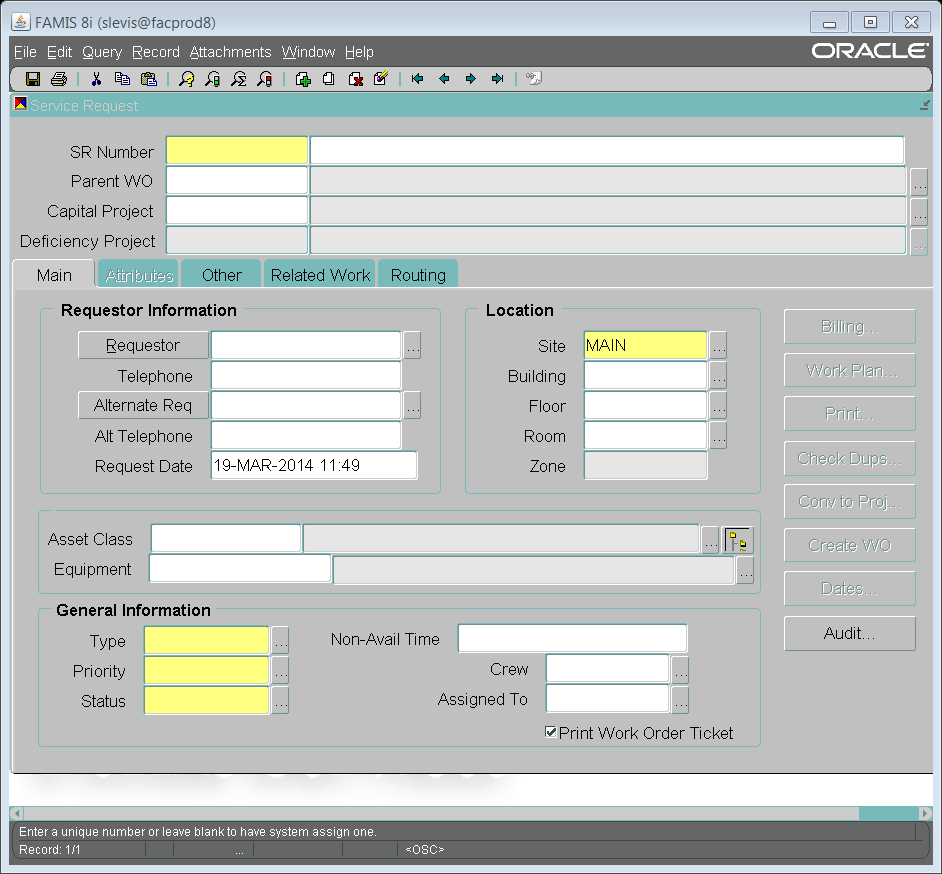 FAMIS 8i (slevis@facprod8)
File Edit Query Record Attachments Window Help
ORACLE
Service Request
SR Number
Parent WO
...
Capital Project
...
Deficiency Project
...
Main Attributes Other Related Work Routing
Requestor Information
Requestor
...
Telephone
Alternate Req
...
Alt Telephone
Request Date 19-MAR-2014 11:49
Location
Site MAIN ...
Building ...
Floor ...
Room ...
Zone
Billing...
Work Plan...
Print...
Check Dups...
Conv to Proj...
Create WO
Dates...
Audit...
Asset Class ...
Equipment ...
General Information
Type ...
Priority ...
Status ...
Non-Avail Time
Crew ...
Assigned To ...
Print Work Order Ticket
Enter a unique number or leave blank to have system assign one.
Record: 1/1 ... <OSC>